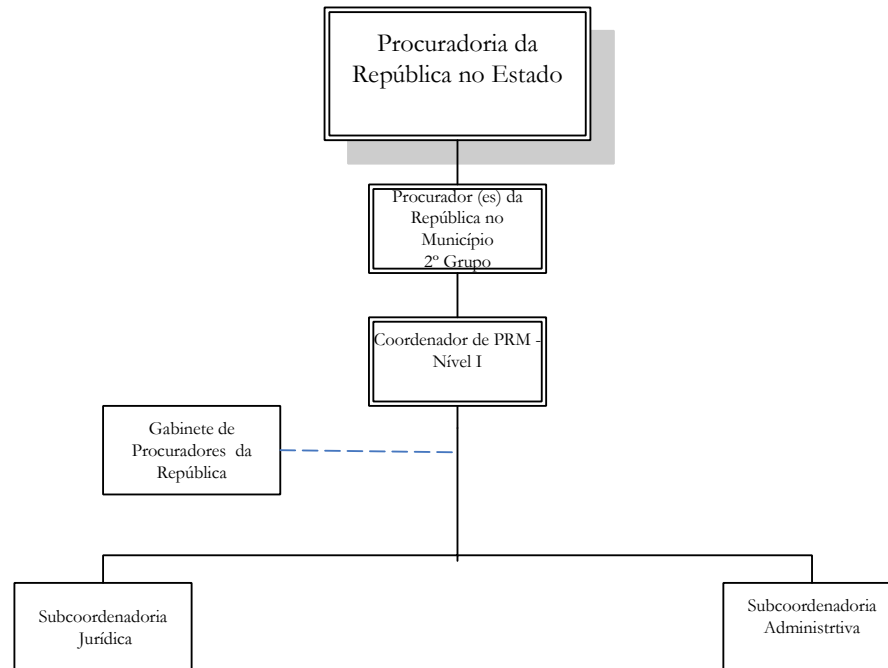 Procuradoria da
República no Estado
Procurador (es) da
República no
Município
2º Grupo
Coordenador de PRM -
Nível I
Gabinete de
Procuradores da
República
Subcoordenadoria
Jurídica
Subcoordenadoria
Administrtiva